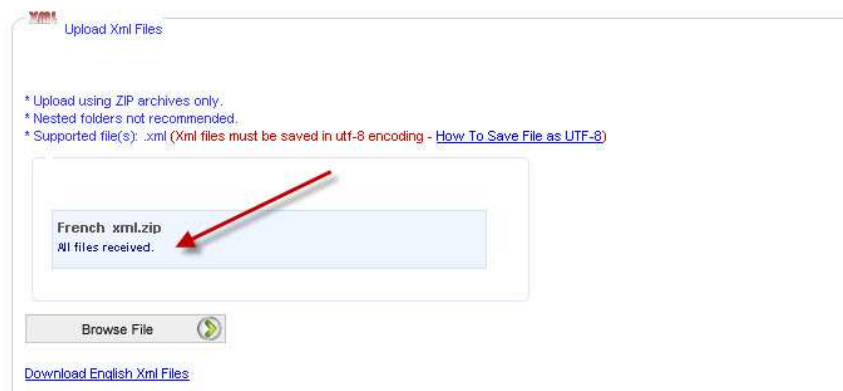 XML
Upload Xml Files
* Upload using ZIP archives only.
* Nested folders not recommended.
* Supported file(s): .xml (Xml files must be saved in utf-8 encoding - How To Save File as UTF-8)
French xml.zip
All files received.
Browse File
Download English Xml Files